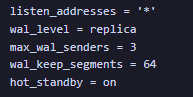 listen_addresses = '*'
wal_level = replica
max_wal_senders = 3
wal_keep_segments = 64
hot_standby = on